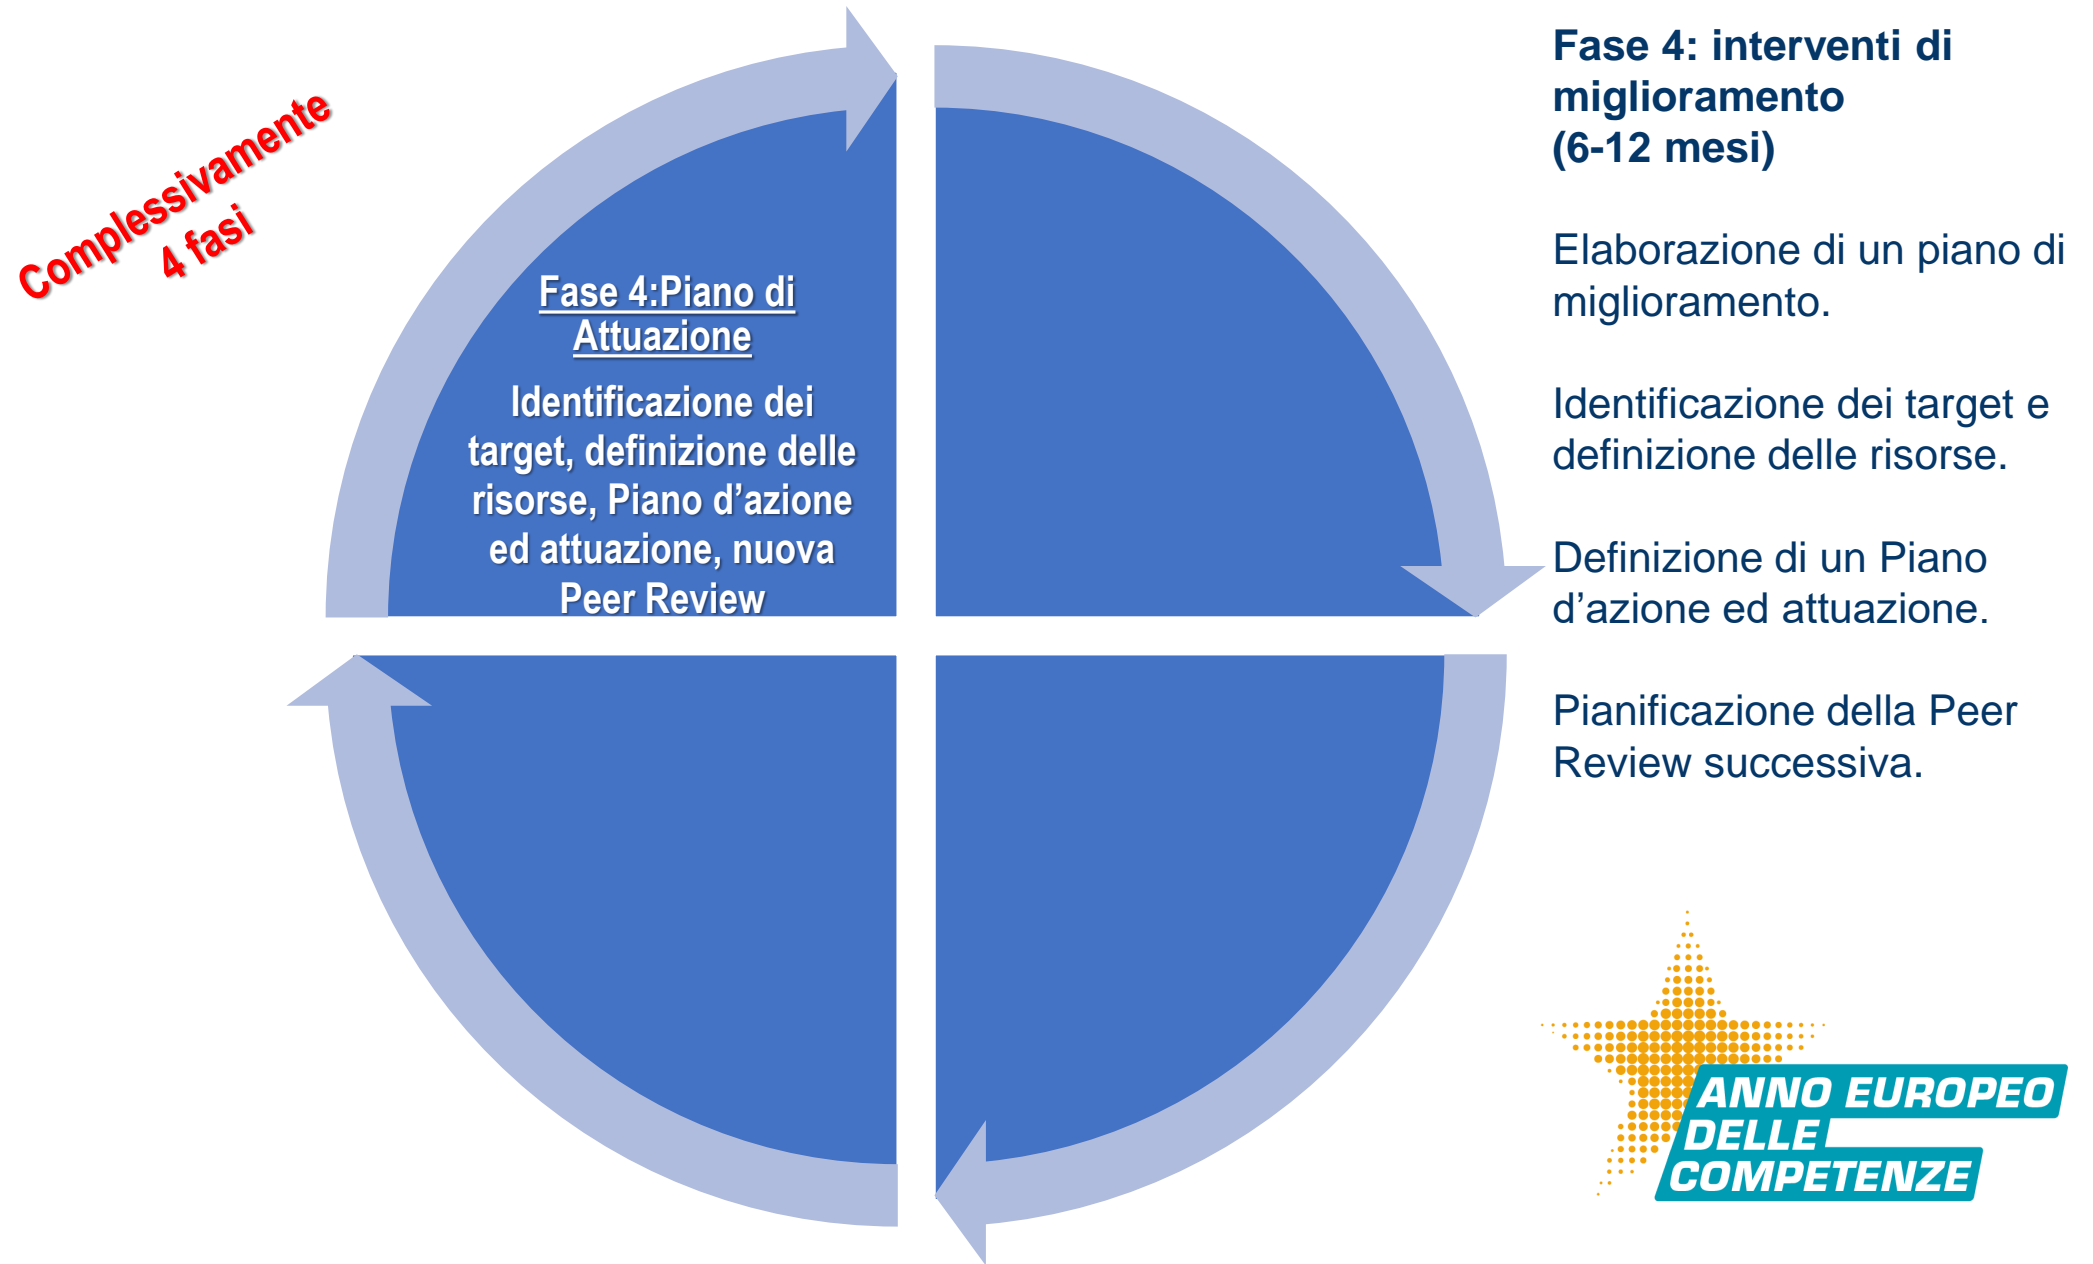 Complessivamente
4 fasi
Fase 4:Piano di
Attuazione
Identificazione dei
target, definizione delle
risorse, Piano d’azione
ed attuazione, nuova
Peer Review
Fase 4: interventi di
miglioramento
(6-12 mesi)
Elaborazione di un piano di
miglioramento.
Identificazione dei target e
definizione delle risorse.
Definizione di un Piano
d’azione ed attuazione.
Pianificazione della Peer
Review successiva.
ANNO EUROPEO
DELLE
COMPETENZE